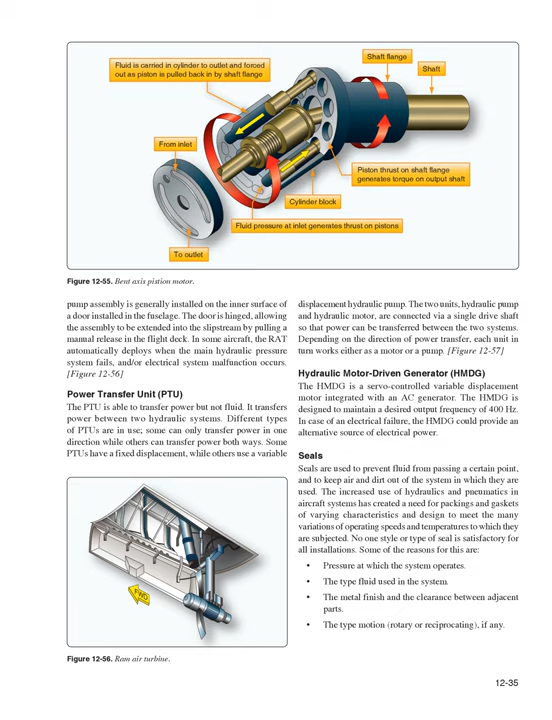 Fluid is carried in cylinder to outlet and forced
out as piston is pulled back in by shaft flange
Shaft flange
Shaft
From inlet
Piston thrust on shaft flange
generates torque on output shaft
Cylinder block
Fluid pressure at inlet generates thrust on pistons
To outlet
Figure 12-55. Bent axis piston motor.
pump assembly is generally installed on the inner surface of
a door installed in the fuselage. The door is hinged, allowing
the assembly to be extended into the slipstream by pulling a
manual release in the flight deck. In some aircraft, the RAT
automatically deploys when the main hydraulic pressure
system fails, and/or electrical system malfunction occurs.
[Figure 12-56]
Power Transfer Unit (PTU)
The PTU is able to transfer power but not fluid. It transfers
power between two hydraulic systems. Different types
of PTUs are in use; some can only transfer power in one
direction while others can transfer power both ways. Some
PTUs have a fixed displacement, while others use a variable
FWD
Figure 12-56. Ram air turbine.
displacement hydraulic pump. The two units, hydraulic pump
and hydraulic motor, are connected via a single drive shaft
so that power can be transferred between the two systems.
Depending on the direction of power transfer, each unit in
turn works either as a motor or a pump. [Figure 12-57]
Hydraulic Motor-Driven Generator (HMDG)
The HMDG is a servo-controlled variable displacement
motor integrated with an AC generator. The HMDG is
designed to maintain a desired output frequency of 400 Hz.
In case of an electrical failure, the HMDG could provide an
alternative source of electrical power.
Seals
Seals are used to prevent fluid from passing a certain point,
and to keep air and dirt out of the system in which they are
used. The increased use of hydraulics and pneumatics in
aircraft systems has created a need for packings and gaskets
of varying characteristics and design to meet the many
variations of operating speeds and temperatures to which they
are subjected. No one style or type of seal is satisfactory for
all installations. Some of the reasons for this are:
• Pressure at which the system operates.
• The type fluid used in the system.
• The metal finish and the clearance between adjacent
parts.
• The type motion (rotary or reciprocating), if any.
12-35